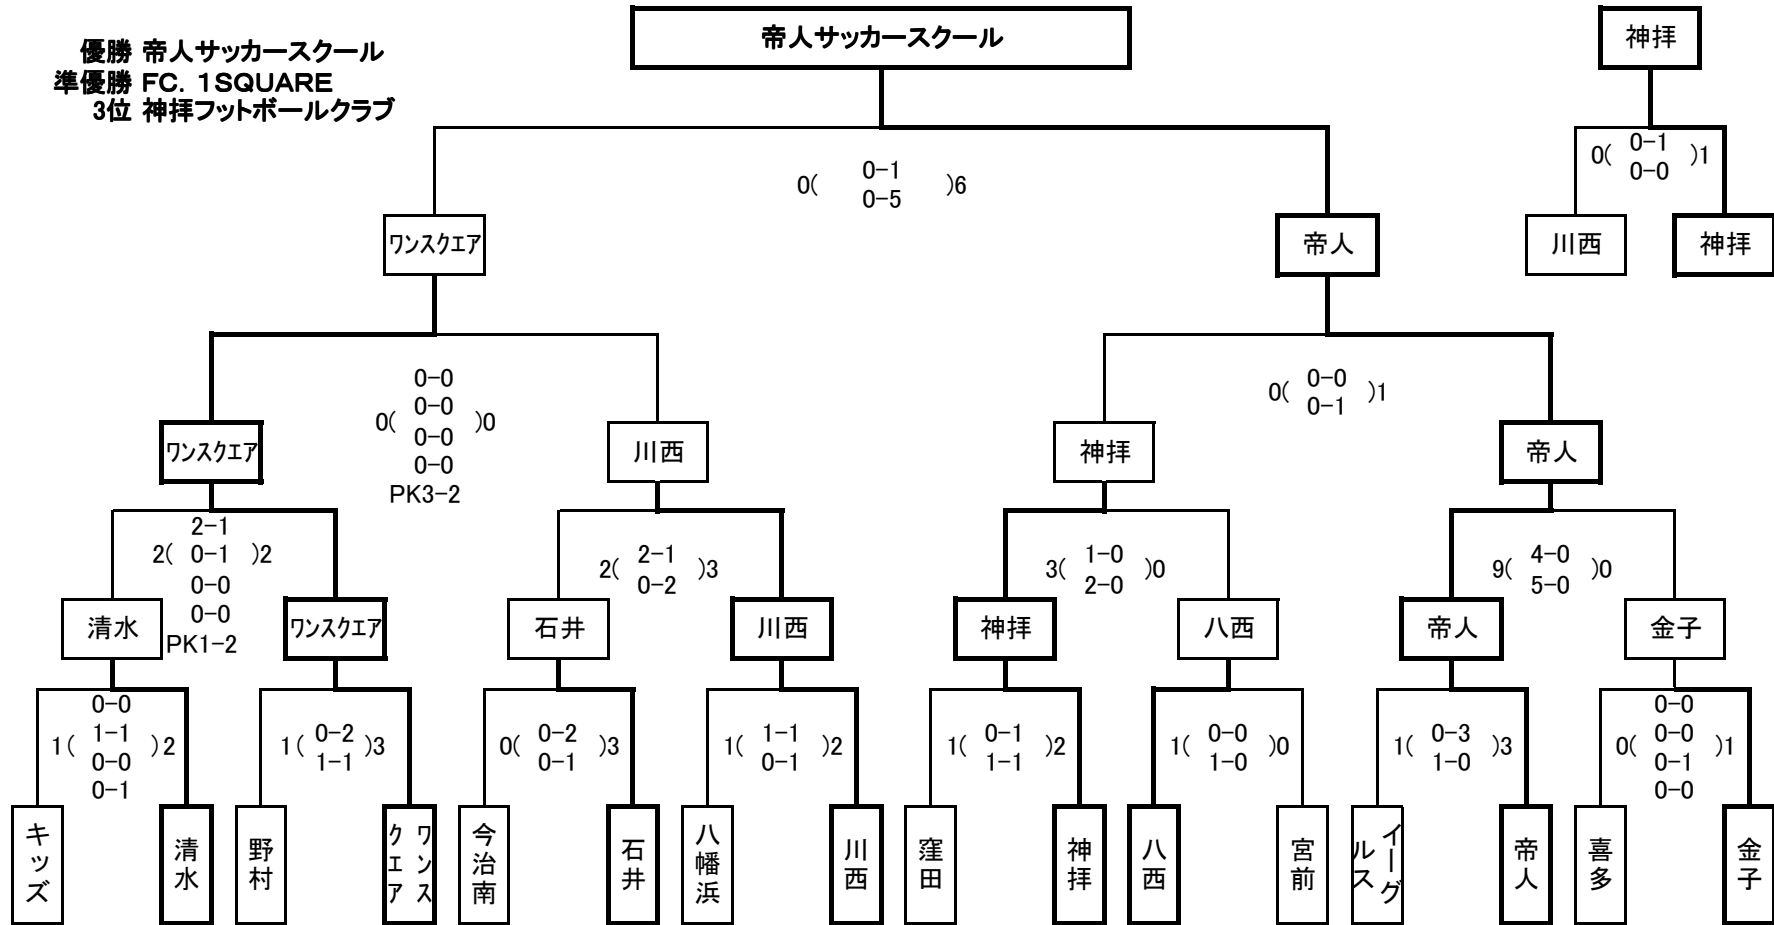 優勝 帝人サッカースクール
準優勝 FC. 1SQUARE
3位 神拝フットボールクラブ
帝人サッカースクール
神拝
0( 0-1 )6
0-5
0( 0-1 )1
0-0
ワンスクエア
帝人
川西
神拝
0-0
0-0
0( )0
0-0
0-0
PK3-2
0( 0-0 )1
0-1
ワンスクエア
川西
神拝
帝人
2-1
2( 0-1 )2
0-0
0-0
PK1-2
2( 2-1 )3
0-2
3( 1-0 )0
2-0
9( 4-0 )0
5-0
清水
ワンスクエア
石井
川西
神拝
八西
帝人
金子
0-0
1( 1-1 )2
0-0
0-1
1( 0-2 )3
1-1
0( 0-2 )3
0-1
1( 1-1 )2
0-1
1( 0-1 )2
1-1
1( 0-0 )0
1-0
1( 0-3 )3
1-0
0-0
0( 0-0 )1
0-1
0-0
キッズ
清水
野村
ワンス
クエア
今治南
石井
八幡浜
川西
窪田
神拝
八西
宮前
イーグ
ルス
帝人
喜多
金子